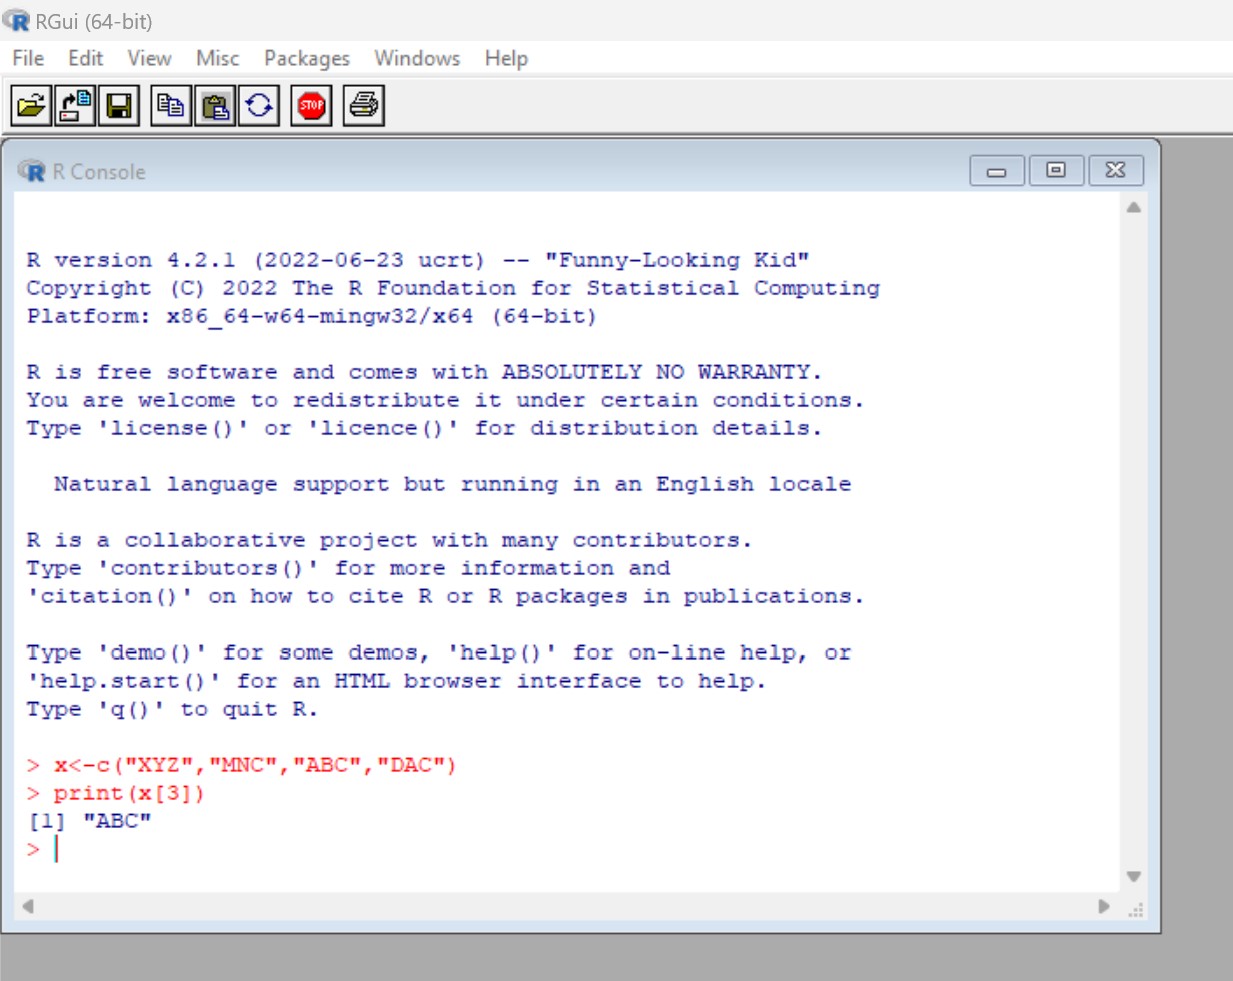 RGui (64-bit)
File Edit View Misc Packages Windows Help
STOP
R Console
R version 4.2.1 (2022-06-23 ucrt) -- "Funny-Looking Kid"
Copyright (C) 2022 The R Foundation for Statistical Computing
Platform: x86_64-w64-mingw32/x64 (64-bit)
R is free software and comes with ABSOLUTELY NO WARRANTY.
You are welcome to redistribute it under certain conditions.
Type 'license()' or 'licence()' for distribution details.
Natural language support but running in an English locale
R is a collaborative project with many contributors.
Type 'contributors()' for more information and
'citation()' on how to cite R or R packages in publications.
Type 'demo()' for some demos, 'help()' for on-line help, or
'help.start()' for an HTML browser interface to help.
Type 'q()' to quit R.
> x<-c("XYZ","MNC","ABC","DAC")
> print(x[3])
[1] "ABC"
>